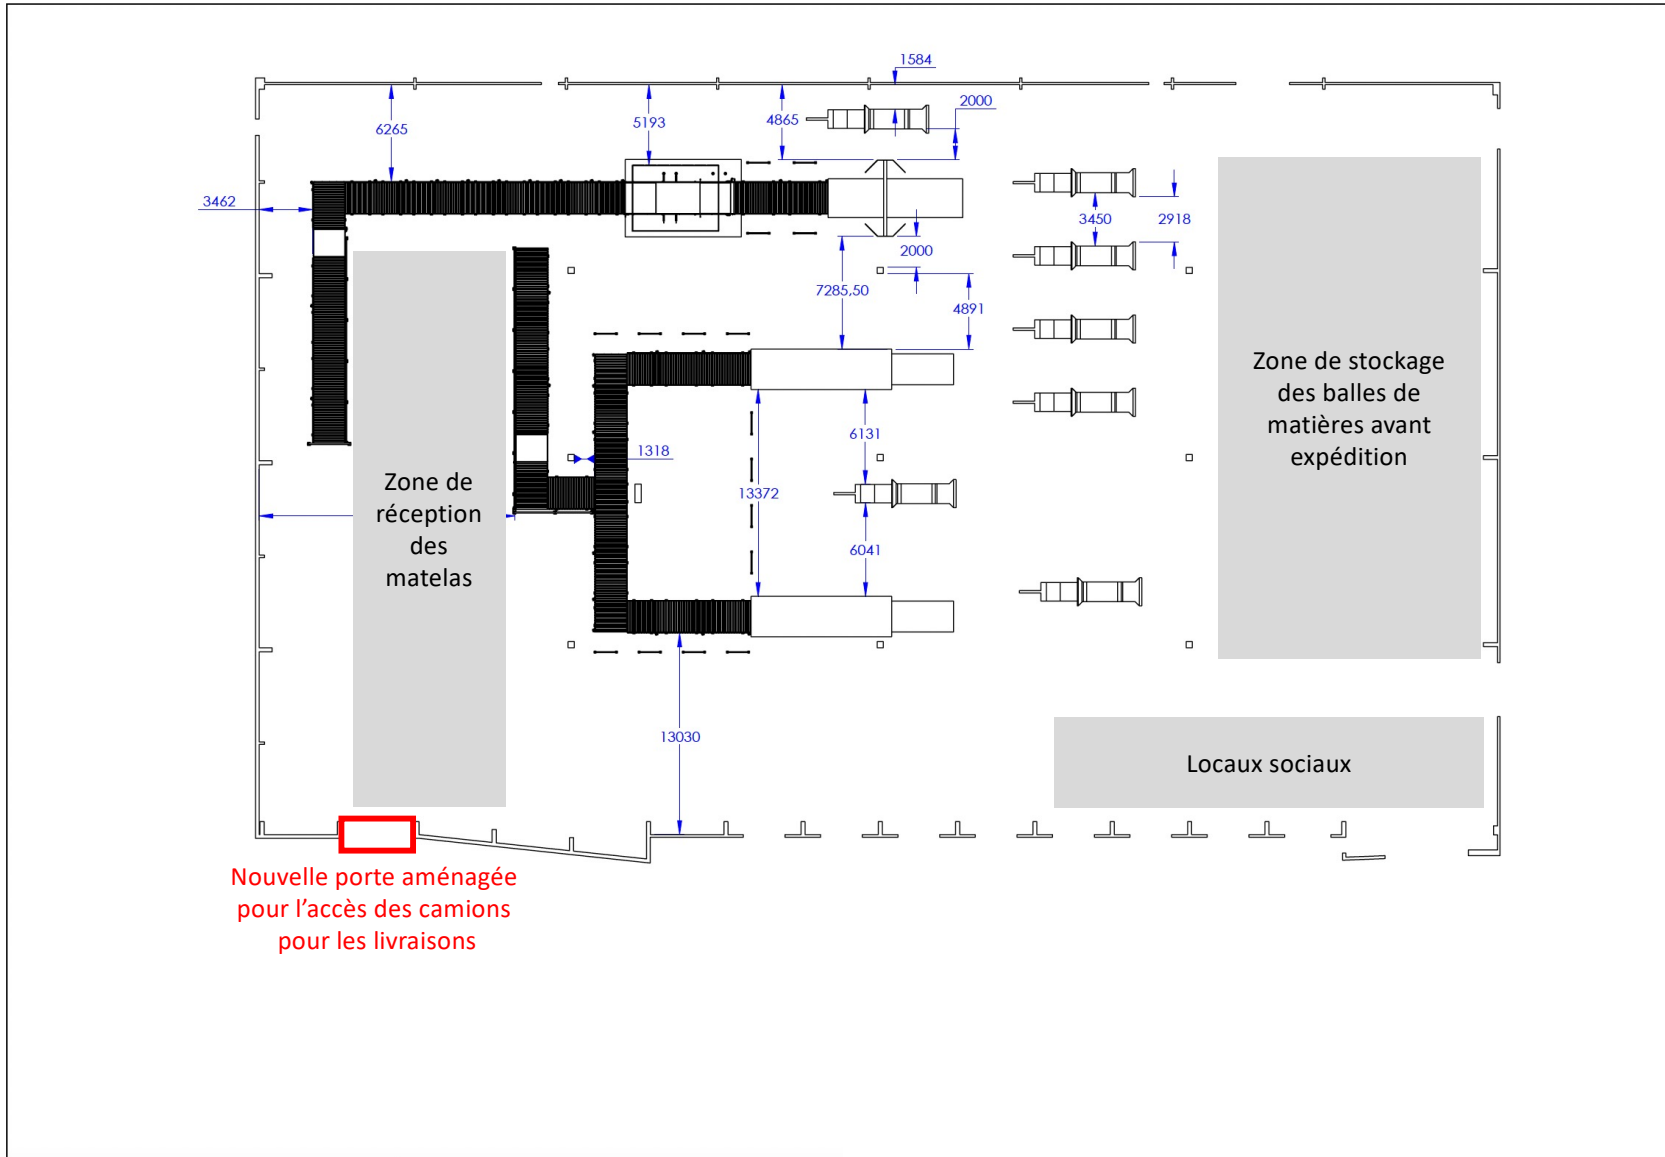 1584
2000
6265
5193
4865
3462
3450
2918
2000
7285,50
4891
Zone de stockage
des balles de
matières avant
expédition
6131
1318
Zone de
réception
des
matelas
13372
6041
13030
Locaux sociaux
Nouvelle porte aménagée
pour l’accès des camions
pour les livraisons